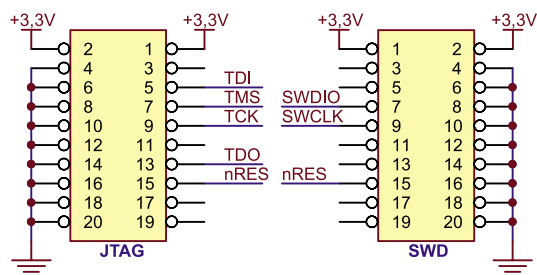 +3,3V +3,3V +3,3V +3,3V
2 1 1 2
4 3 3 4
6 5 TDI 5 6
8 7 TMS SWDIO 7 8
10 9 TCK SWCLK 9 10
12 11 11 12
14 13 TDO 13 14
16 15 nRES nRES 15 16
18 17 17 18
20 19 19 20
JTAG SWD